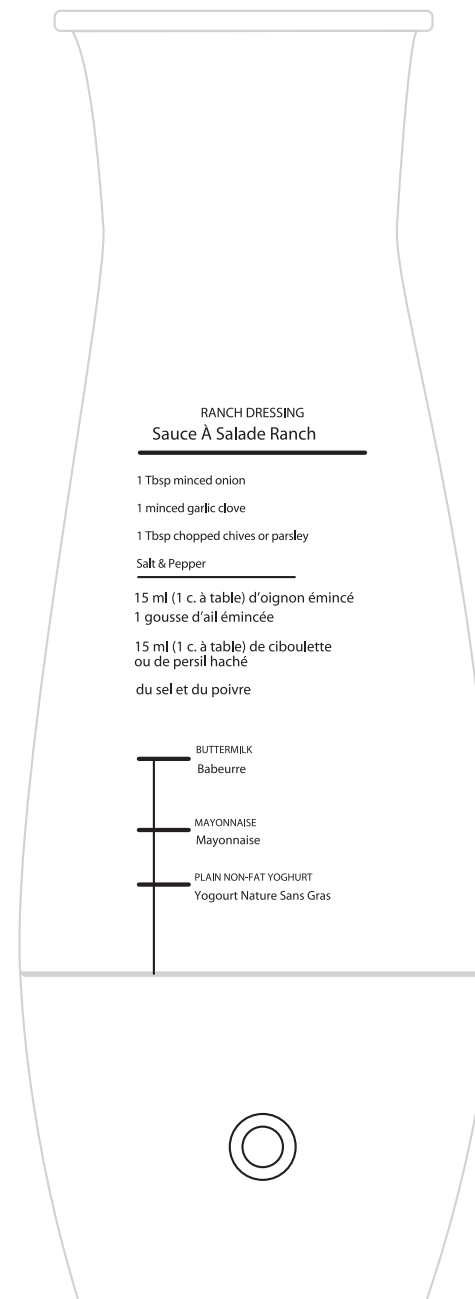 RANCH DRESSING
Sauce À Salade Ranch
1 Tbsp minced onion
1 minced garlic clove
1 Tbsp chopped chives or parsley
Salt & Pepper
15 ml (1 c. à table) d’oignon émincé
1 gousse d’ail émincée
15 ml (1 c. à table) de ciboulette
ou de persil haché
du sel et du poivre
BUTTERMILK
Babeurre
MAYONNAISE
Mayonnaise
PLAIN NON-FAT YOGHURT
Yogourt Nature Sans Gras